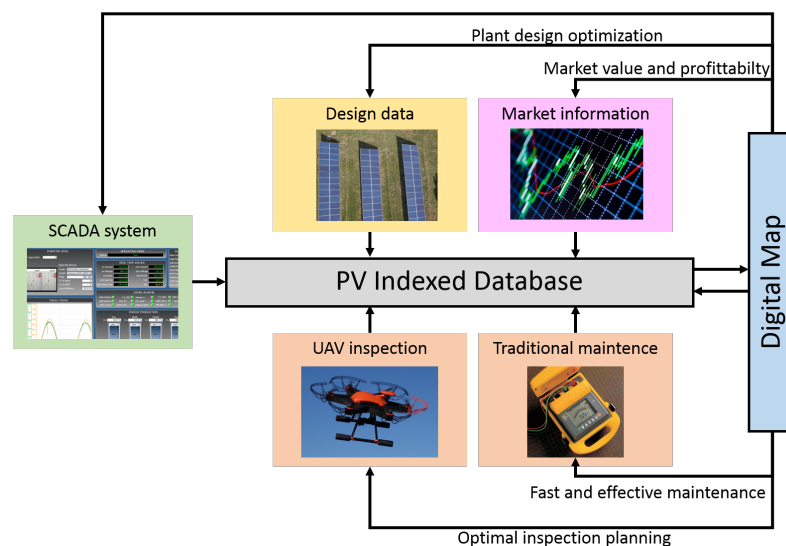 Plant design optimization
Market value and profittabilty
Design data
Market information
SCADA system
PV Indexed Database
Digital Map
UAV inspection
Traditional maintence
Fast and effective maintenance
Optimal inspection planning